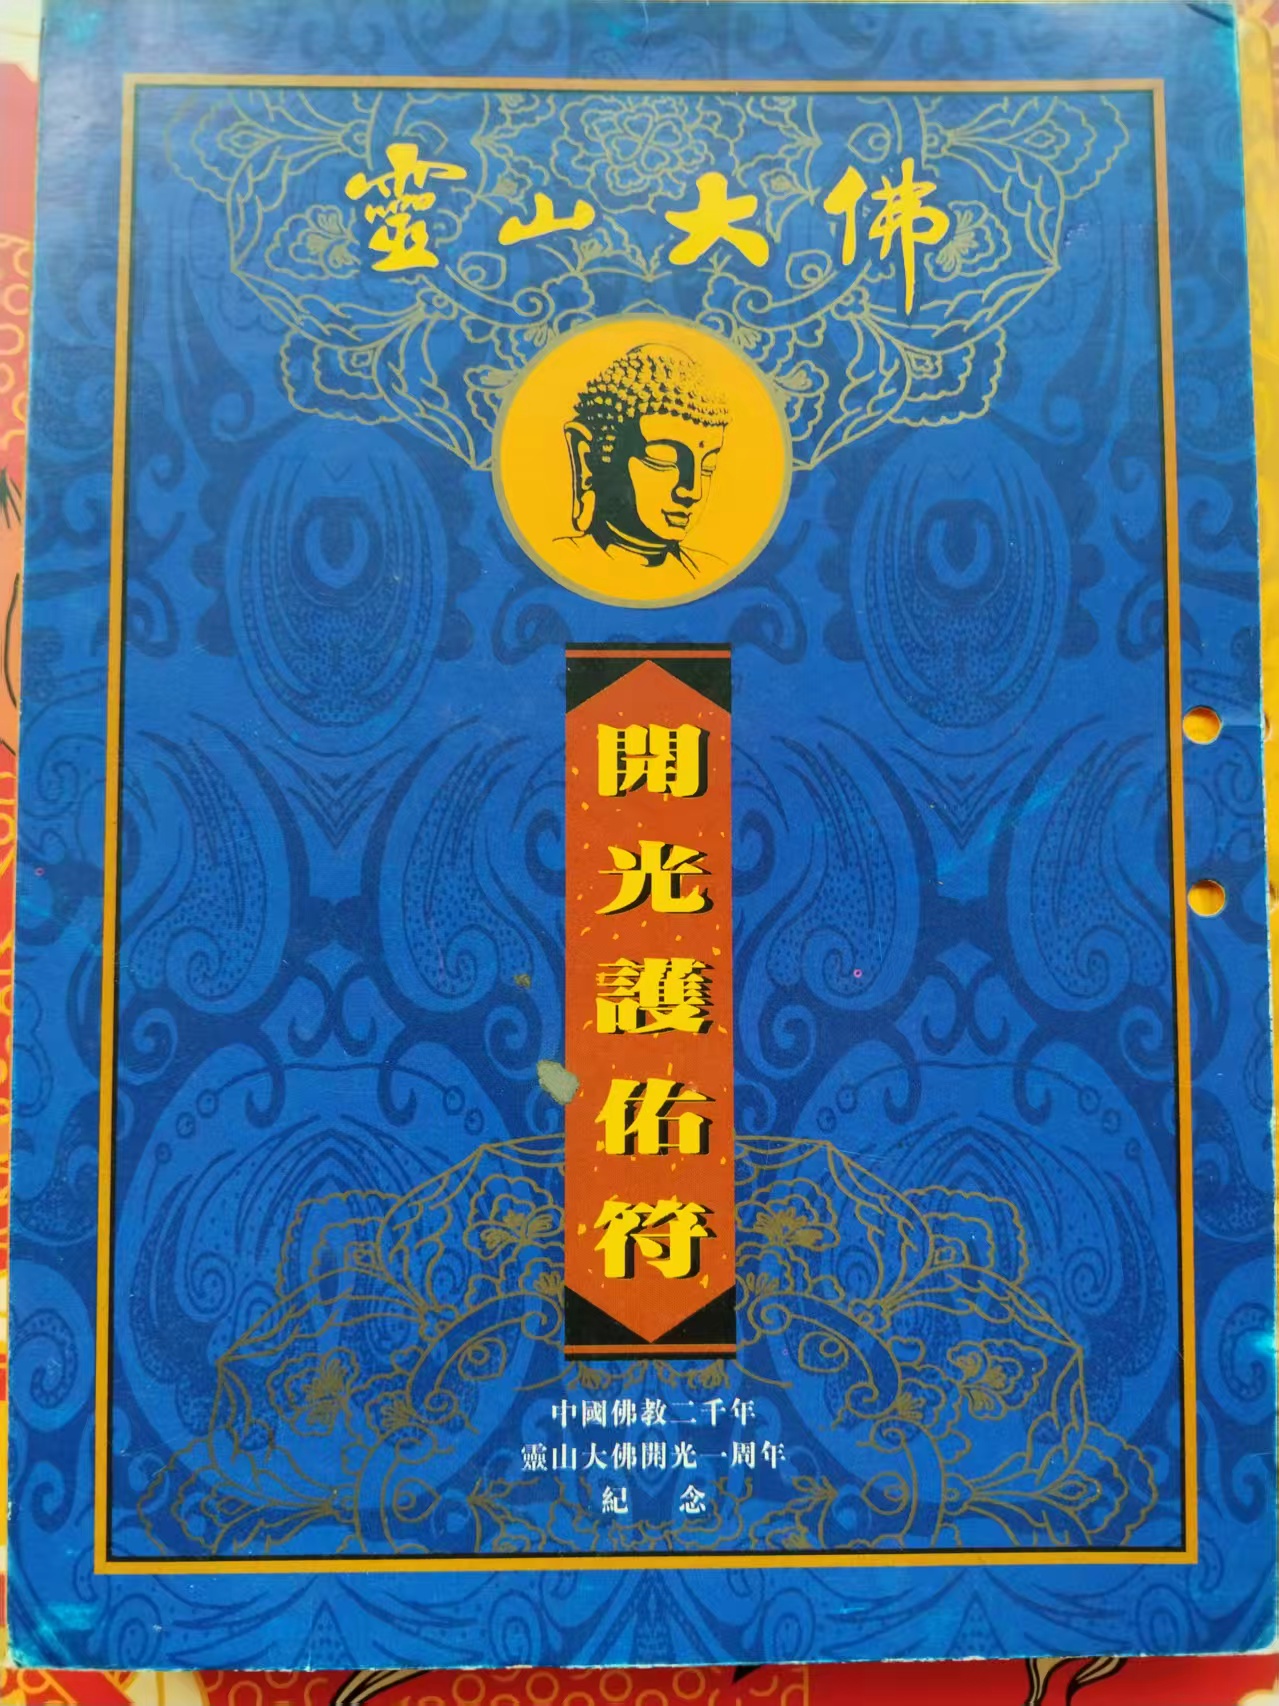 靈山大佛
開光護佑符
中國佛教二千年
靈山大佛開光一周年
紀念